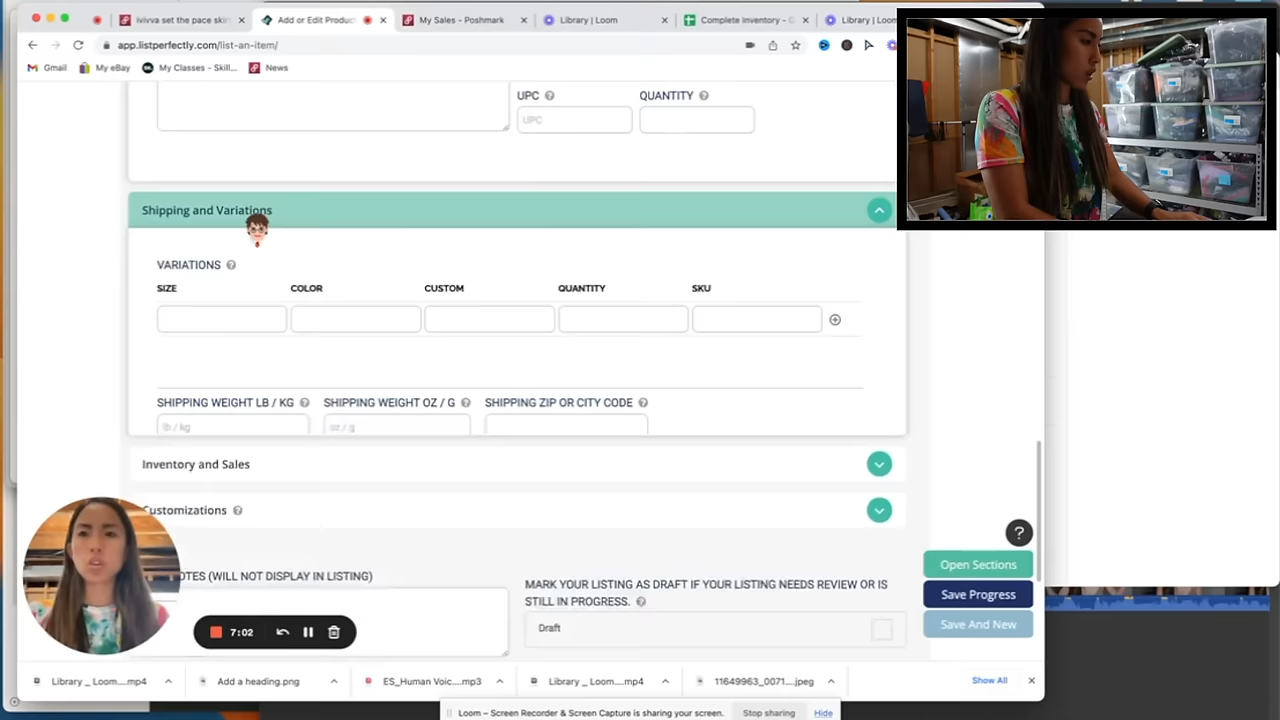 ivivva set the pace skir
Add or Edit Produc
My Sales - Poshmark
Library | Loom
Complete Inventory - G
Library | Loom
app.listperfectly.com/list-an-item/
Gmail
My eBay
My Classes - Skill...
News
UPC
QUANTITY
UPC
Shipping and Variations
VARIATIONS
SIZE
COLOR
CUSTOM
QUANTITY
SKU
SHIPPING WEIGHT LB / KG
SHIPPING WEIGHT OZ / G
SHIPPING ZIP OR CITY CODE
lb / kg
oz / g
Inventory and Sales
Customizations
OTES (WILL NOT DISPLAY IN LISTING)
MARK YOUR LISTING AS DRAFT IF YOUR LISTING NEEDS REVIEW OR IS
STILL IN PROGRESS.
Draft
?
Open Sections
Save Progress
Save And New
7:02
Library _ Loom....mp4
Add a heading.png
ES_Human Voic....mp3
Library _ Loom....mp4
11649963_0071....jpeg
Show All
Loom – Screen Recorder & Screen Capture is sharing your screen.
Stop sharing
Hide